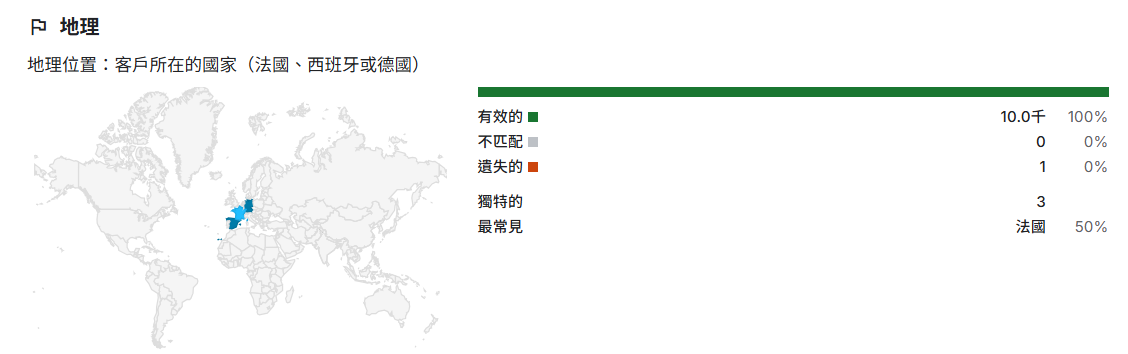 地理
地理位置：客戶所在的國家（法國、西班牙或德國）
有效的 10.0千 100%
不匹配 0 0%
遺失的 1 0%
獨特的 3
最常見 法國 50%